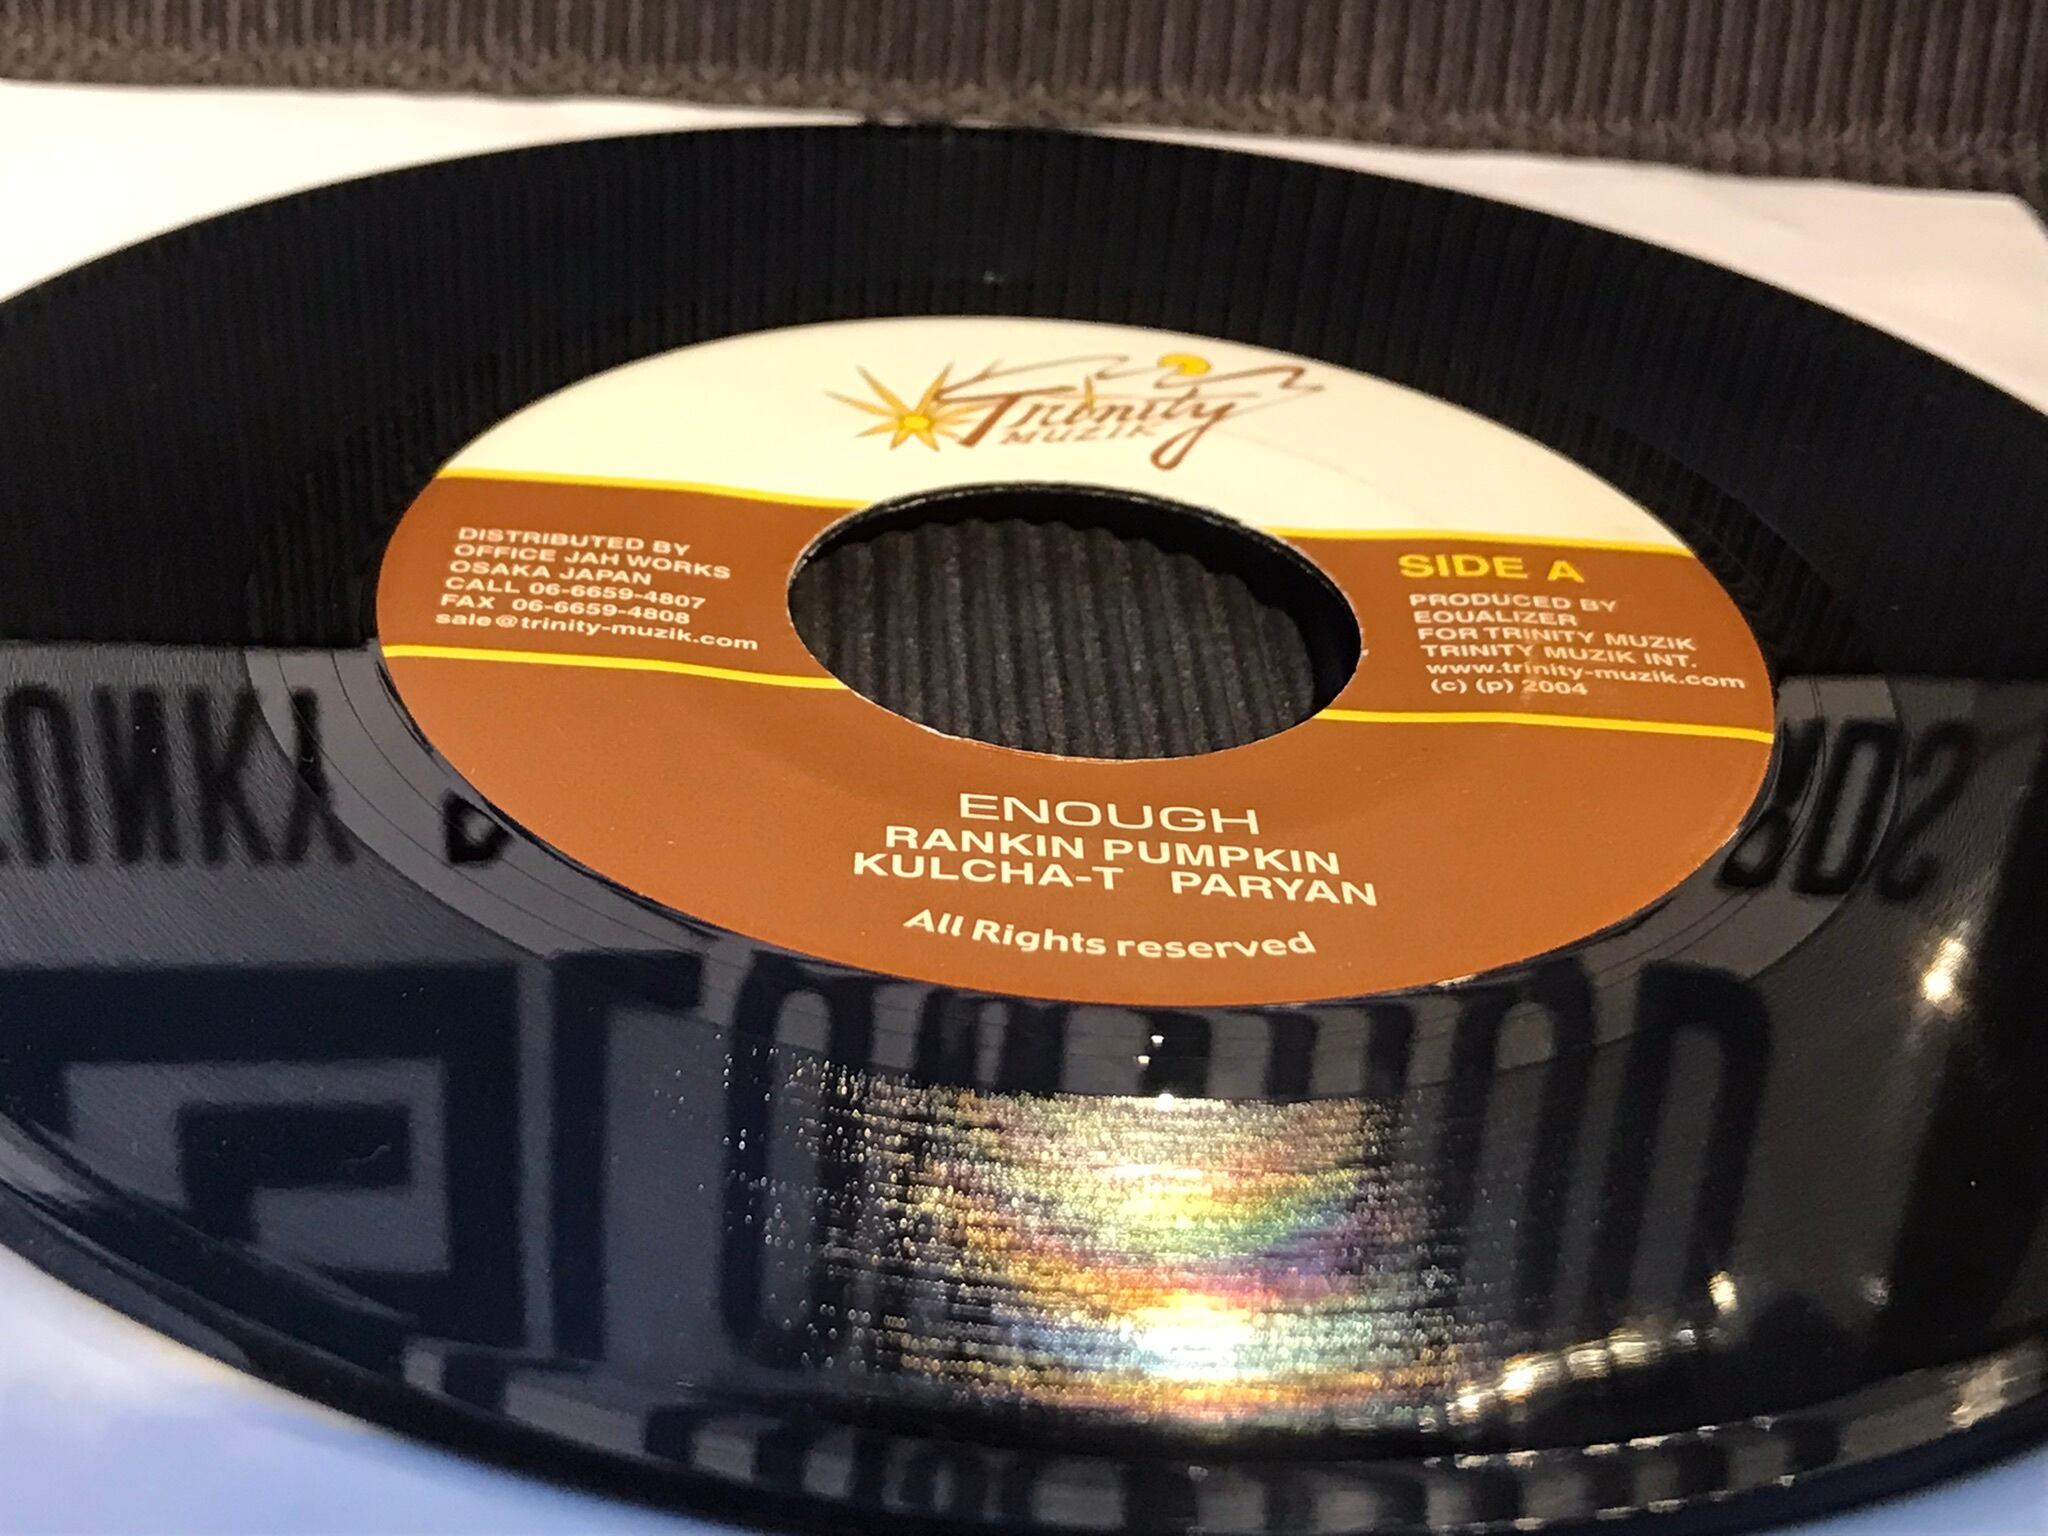 Trinity
MUZIK
DISTRIBUTED BY
OFFICE JAH WORKS
OSAKA JAPAN
CALL 06-6659-4807
FAX 06-6659-4808
sale@trinity-muzik.com
SIDE A
PRODUCED BY
EQUALIZER
FOR TRINITY MUZIK
TRINITY MUZIK INT.
www.trinity-muzik.com
(c) (p) 2004
ENOUGH
RANKIN PUMPKIN
KULCHA-T PARYAN
All Rights reserved